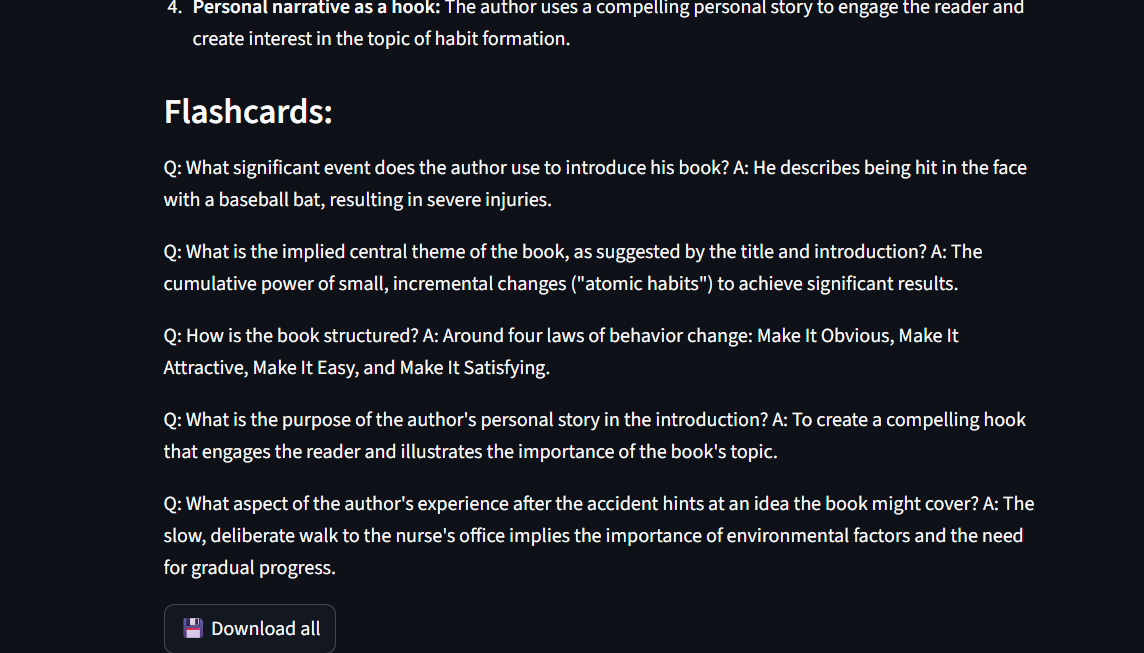 4. Personal narrative as a hook: The author uses a compelling personal story to engage the reader and
create interest in the topic of habit formation.
Flashcards:
Q: What significant event does the author use to introduce his book? A: He describes being hit in the face
with a baseball bat, resulting in severe injuries.
Q: What is the implied central theme of the book, as suggested by the title and introduction? A: The
cumulative power of small, incremental changes ("atomic habits") to achieve significant results.
Q: How is the book structured? A: Around four laws of behavior change: Make It Obvious, Make It
Attractive, Make It Easy, and Make It Satisfying.
Q: What is the purpose of the author's personal story in the introduction? A: To create a compelling hook
that engages the reader and illustrates the importance of the book's topic.
Q: What aspect of the author's experience after the accident hints at an idea the book might cover? A: The
slow, deliberate walk to the nurse's office implies the importance of environmental factors and the need
for gradual progress.
Download all